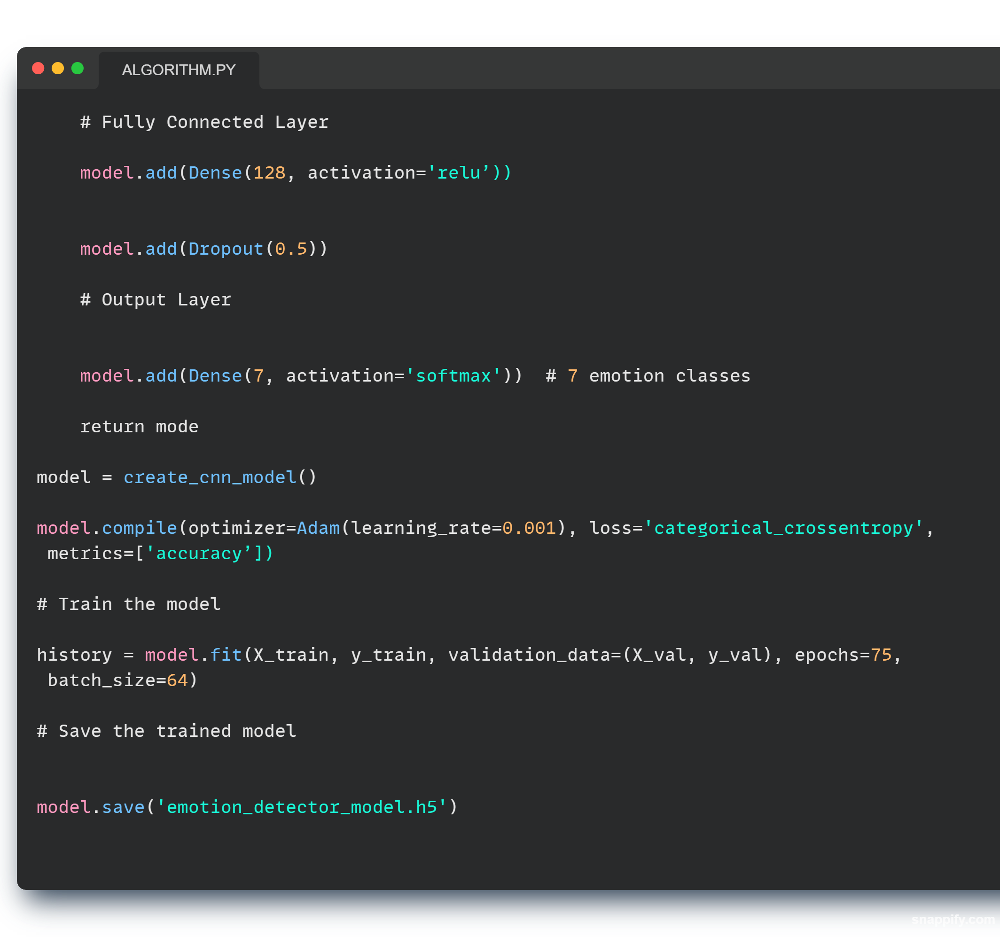 ALGORITHM.PY
# Fully Connected Layer
model.add(Dense(128, activation='relu’))
model.add(Dropout(0.5))
# Output Layer
model.add(Dense(7, activation='softmax'))  # 7 emotion classes
return mode
model = create_cnn_model()
model.compile(optimizer=Adam(learning_rate=0.001), loss='categorical_crossentropy',
metrics=['accuracy’])
# Train the model
history = model.fit(X_train, y_train, validation_data=(X_val, y_val), epochs=75,
batch_size=64)
# Save the trained model
model.save('emotion_detector_model.h5')
snappify.com